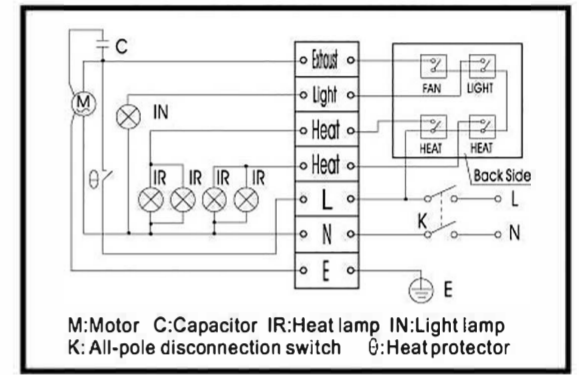 C
Exhaust
FAN
LIGHT
M
IN
Light
Heat
HEAT
HEAT
Heat
Back Side
θ
IR
IR
IR
IR
L
L
K
N
N
E
E
M:Motor C:Capacitor IR:Heat lamp IN:Light lamp
K: All-pole disconnection switch θ:Heat protector